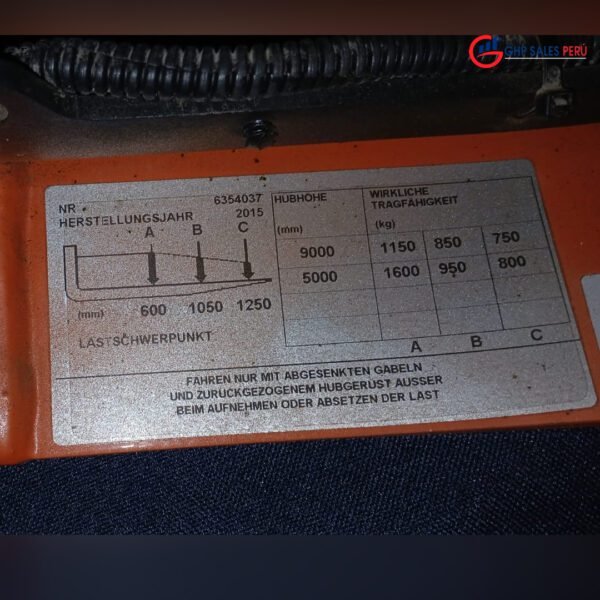 GHP SALES PERÚ
NR 6354037
HERSTELLUNGSJAHR 2015
A B C
(mm) 600 1050 1250
LASTSCHWERPUNKT
HUBHÖHE WIRKLICHE
TRAGFÄHIGKEIT
(mm) (kg)
9000 1150 850 750
5000 1600 950 800
A B C
FAHREN NUR MIT ABGESENKTEN GABELN
UND ZURÜCKGEZOGENEM HUBGERÜST AUSSER
BEIM AUFNEHMEN ODER ABSETZEN DER LAST